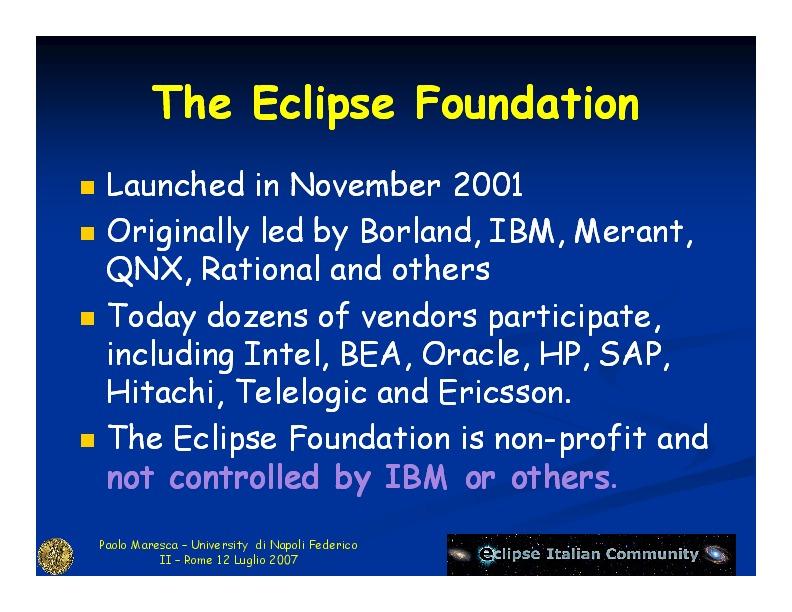 The Eclipse Foundation
Launched in November 2001
Originally led by Borland, IBM, Merant,
QNX, Rational and others
Today dozens of vendors participate,
including Intel, BEA, Oracle, HP, SAP,
Hitachi, Telelogic and Ericsson.
The Eclipse Foundation is non-profit and
not controlled by IBM or others.
Paolo Maresca – University di Napoli Federico
II – Rome 12 Luglio 2007
eclipse Italian Community